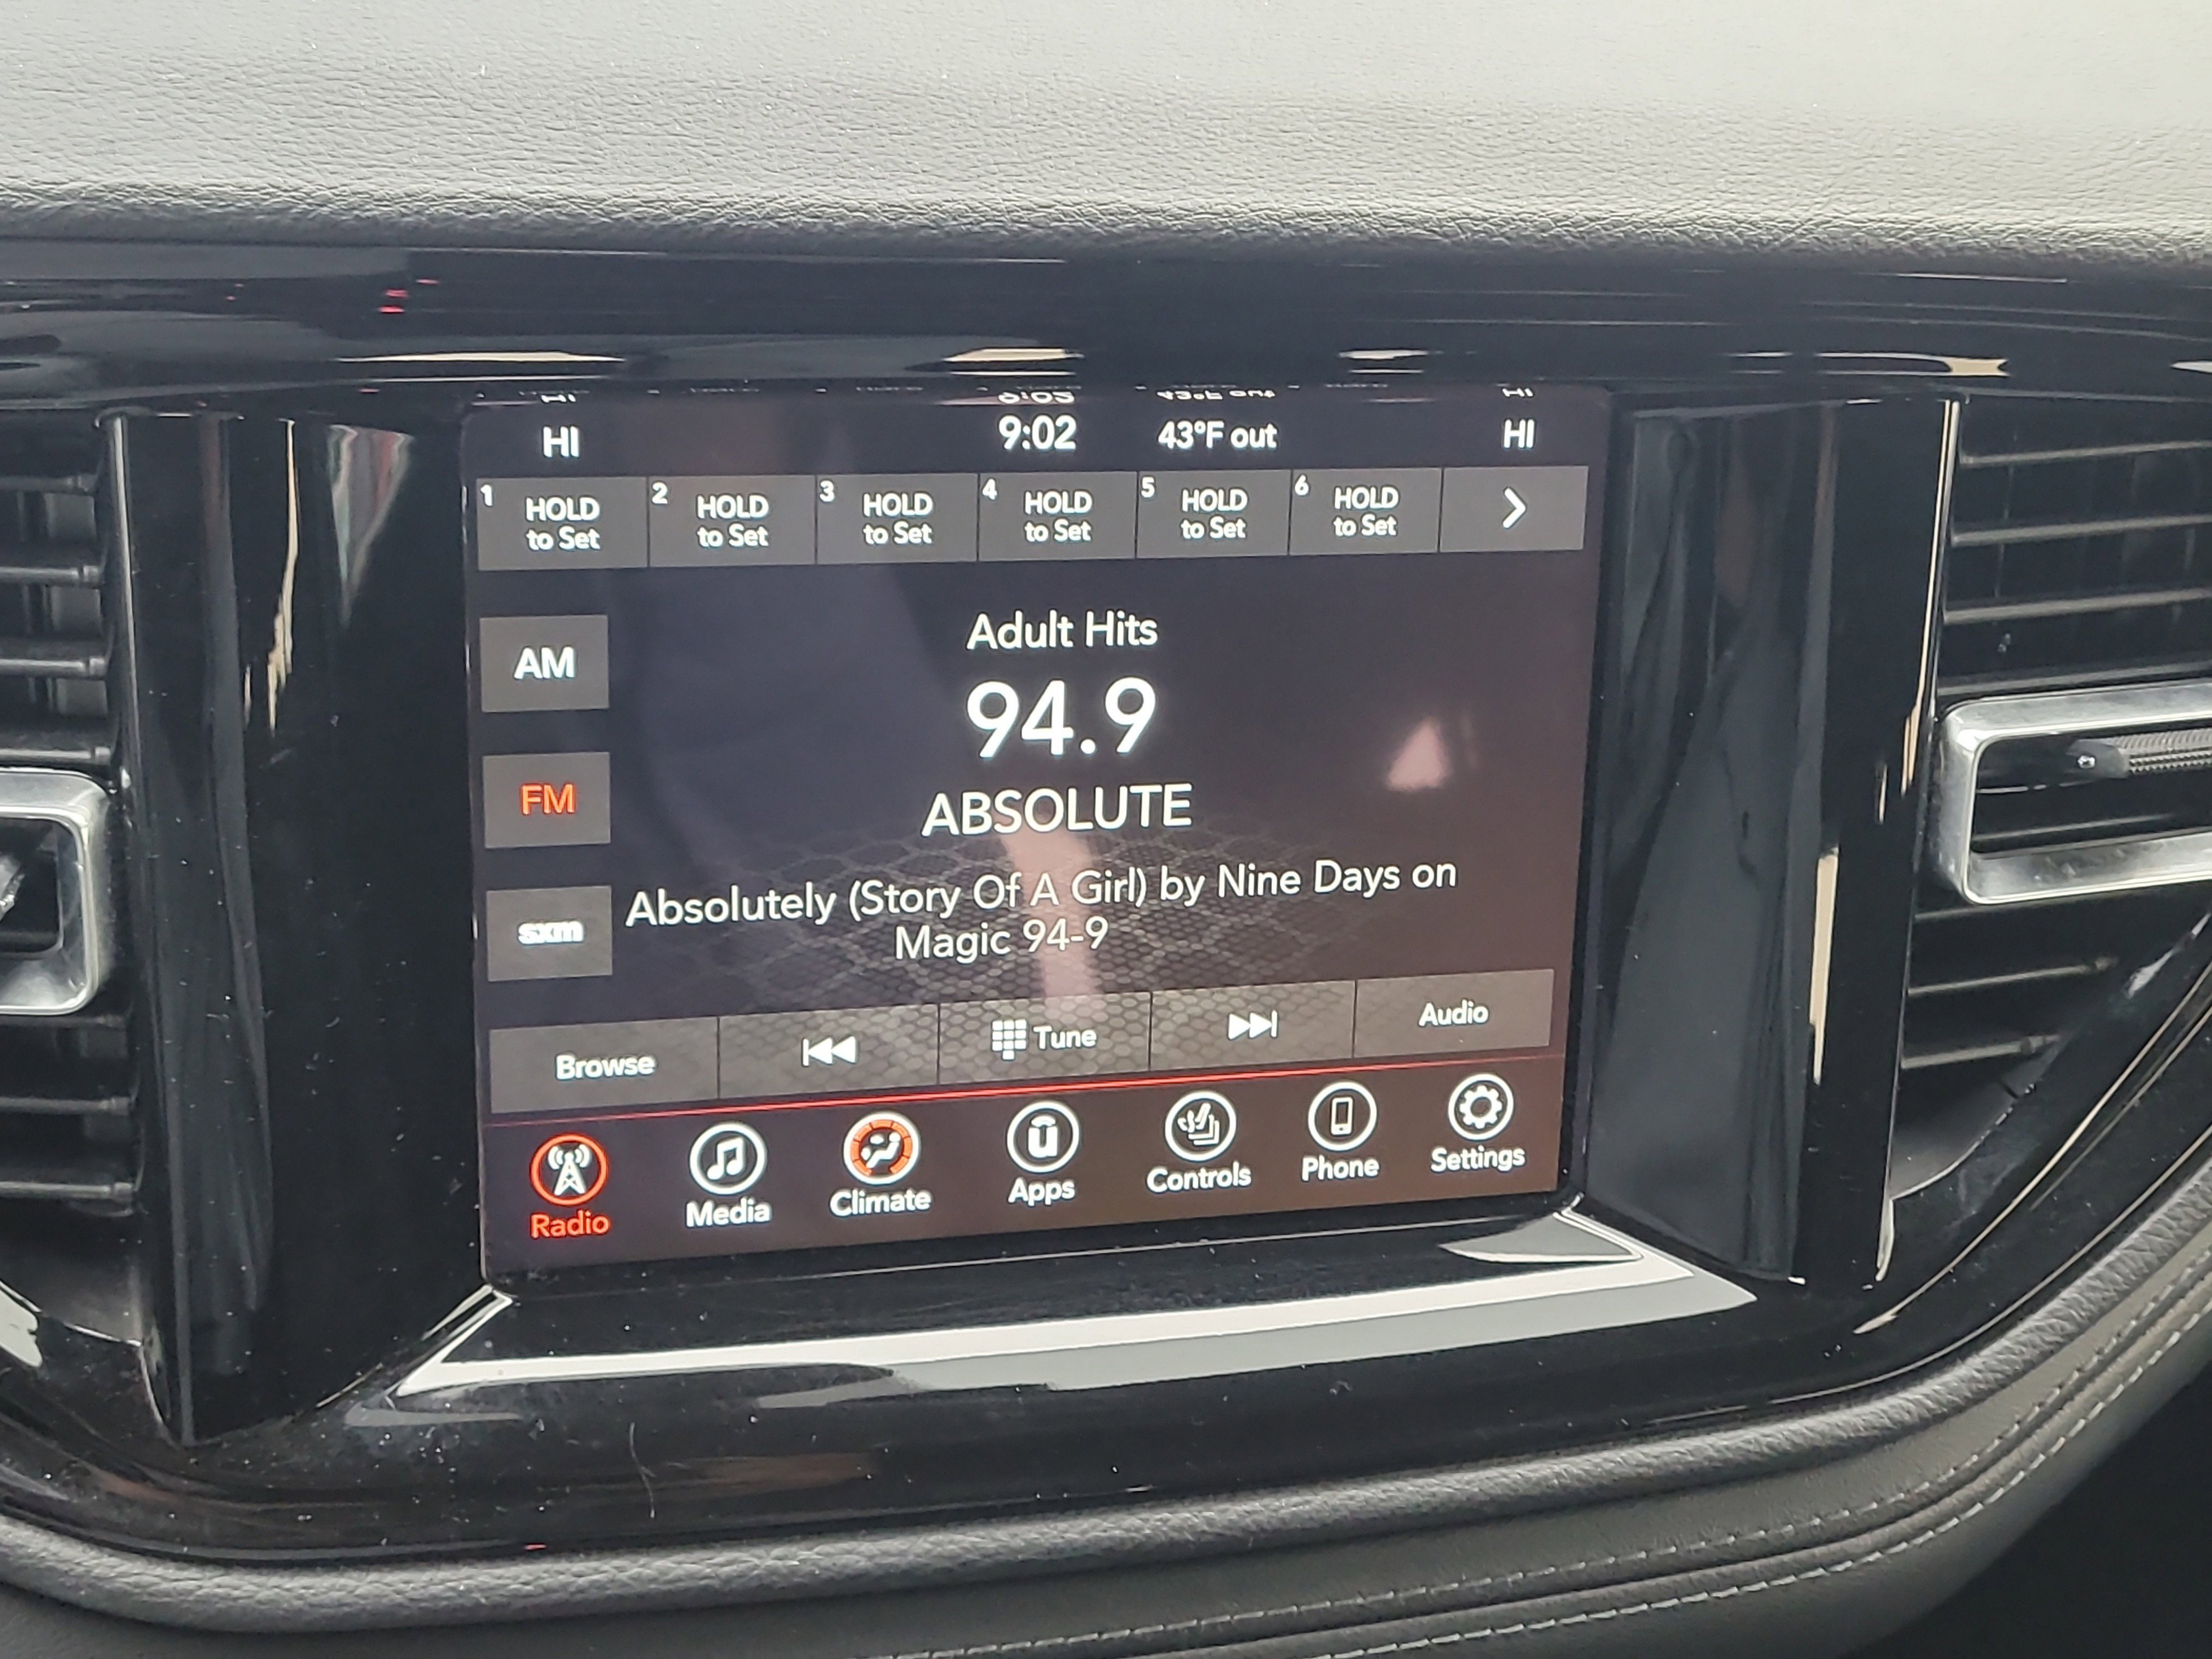 HI 9:02 43°F out HI
1 HOLD to Set
2 HOLD to Set
3 HOLD to Set
4 HOLD to Set
5 HOLD to Set
6 HOLD to Set
AM
FM
sxm
Adult Hits
94.9
ABSOLUTE
Absolutely (Story Of A Girl) by Nine Days on
Magic 94-9
Browse Tune Audio
Radio Media Climate Apps Controls Phone Settings